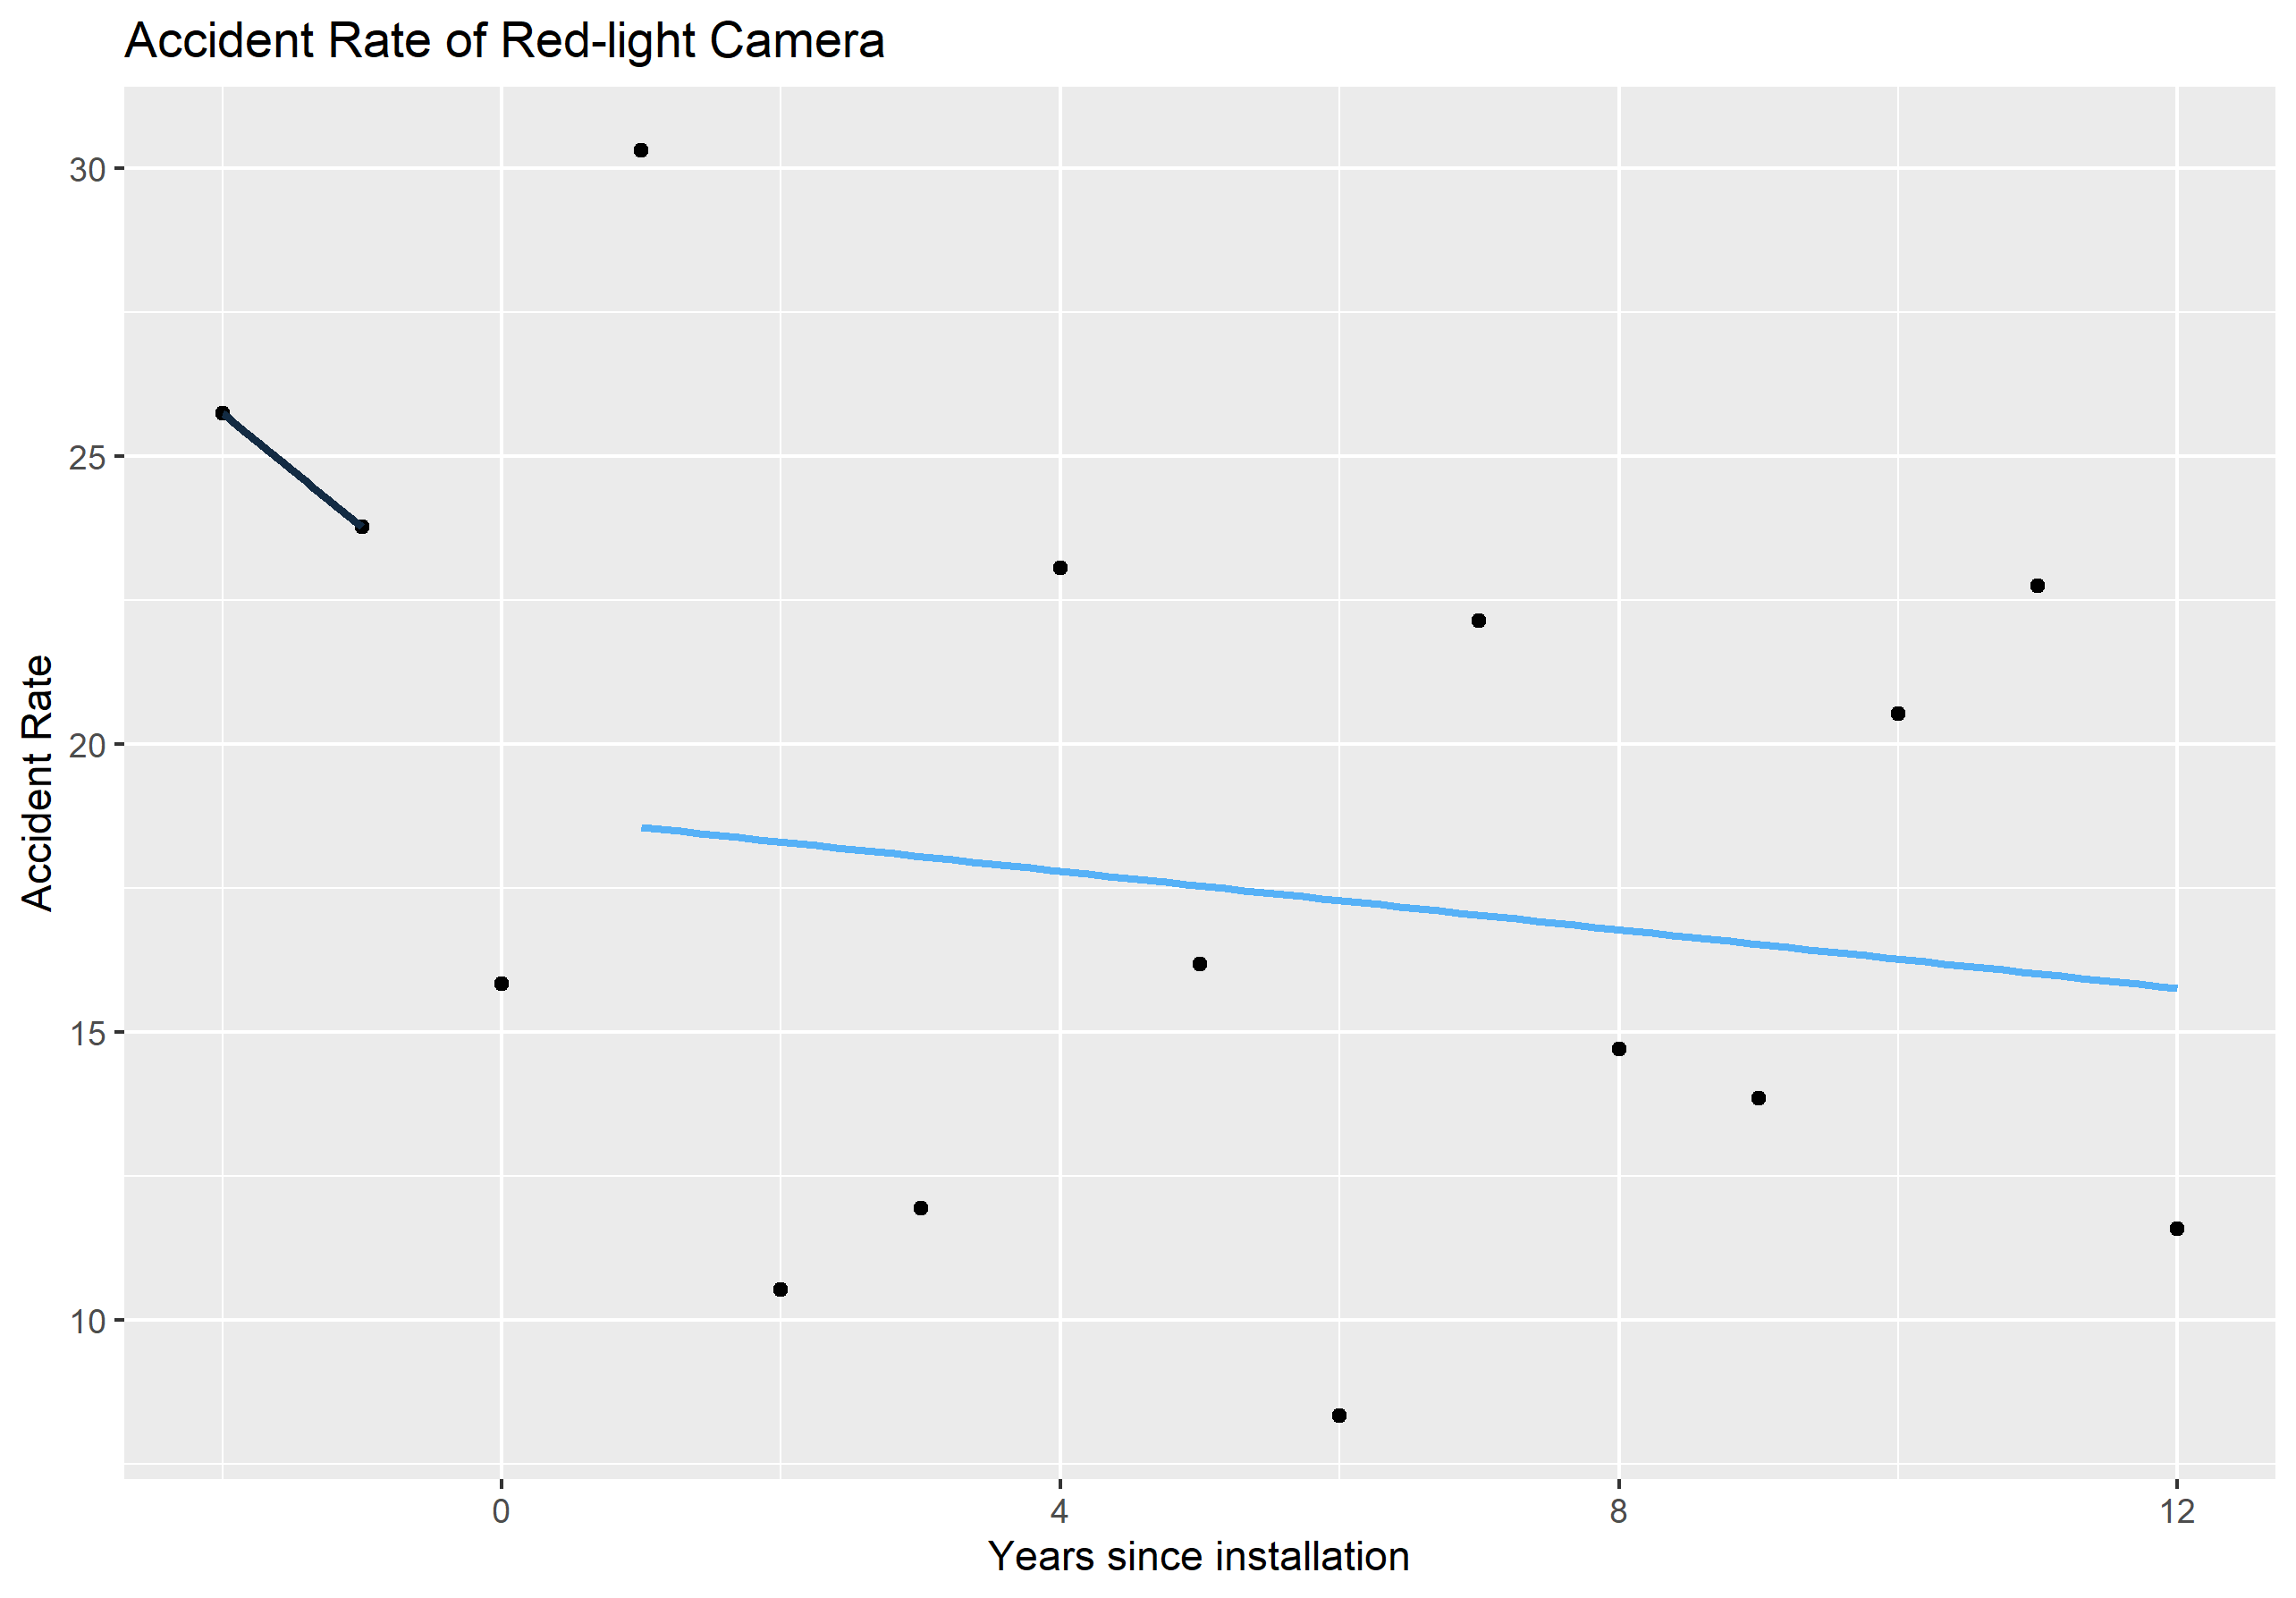 Accident Rate of Red-light Camera
30
25
20
15
10
Accident Rate
0 4 8 12
Years since installation